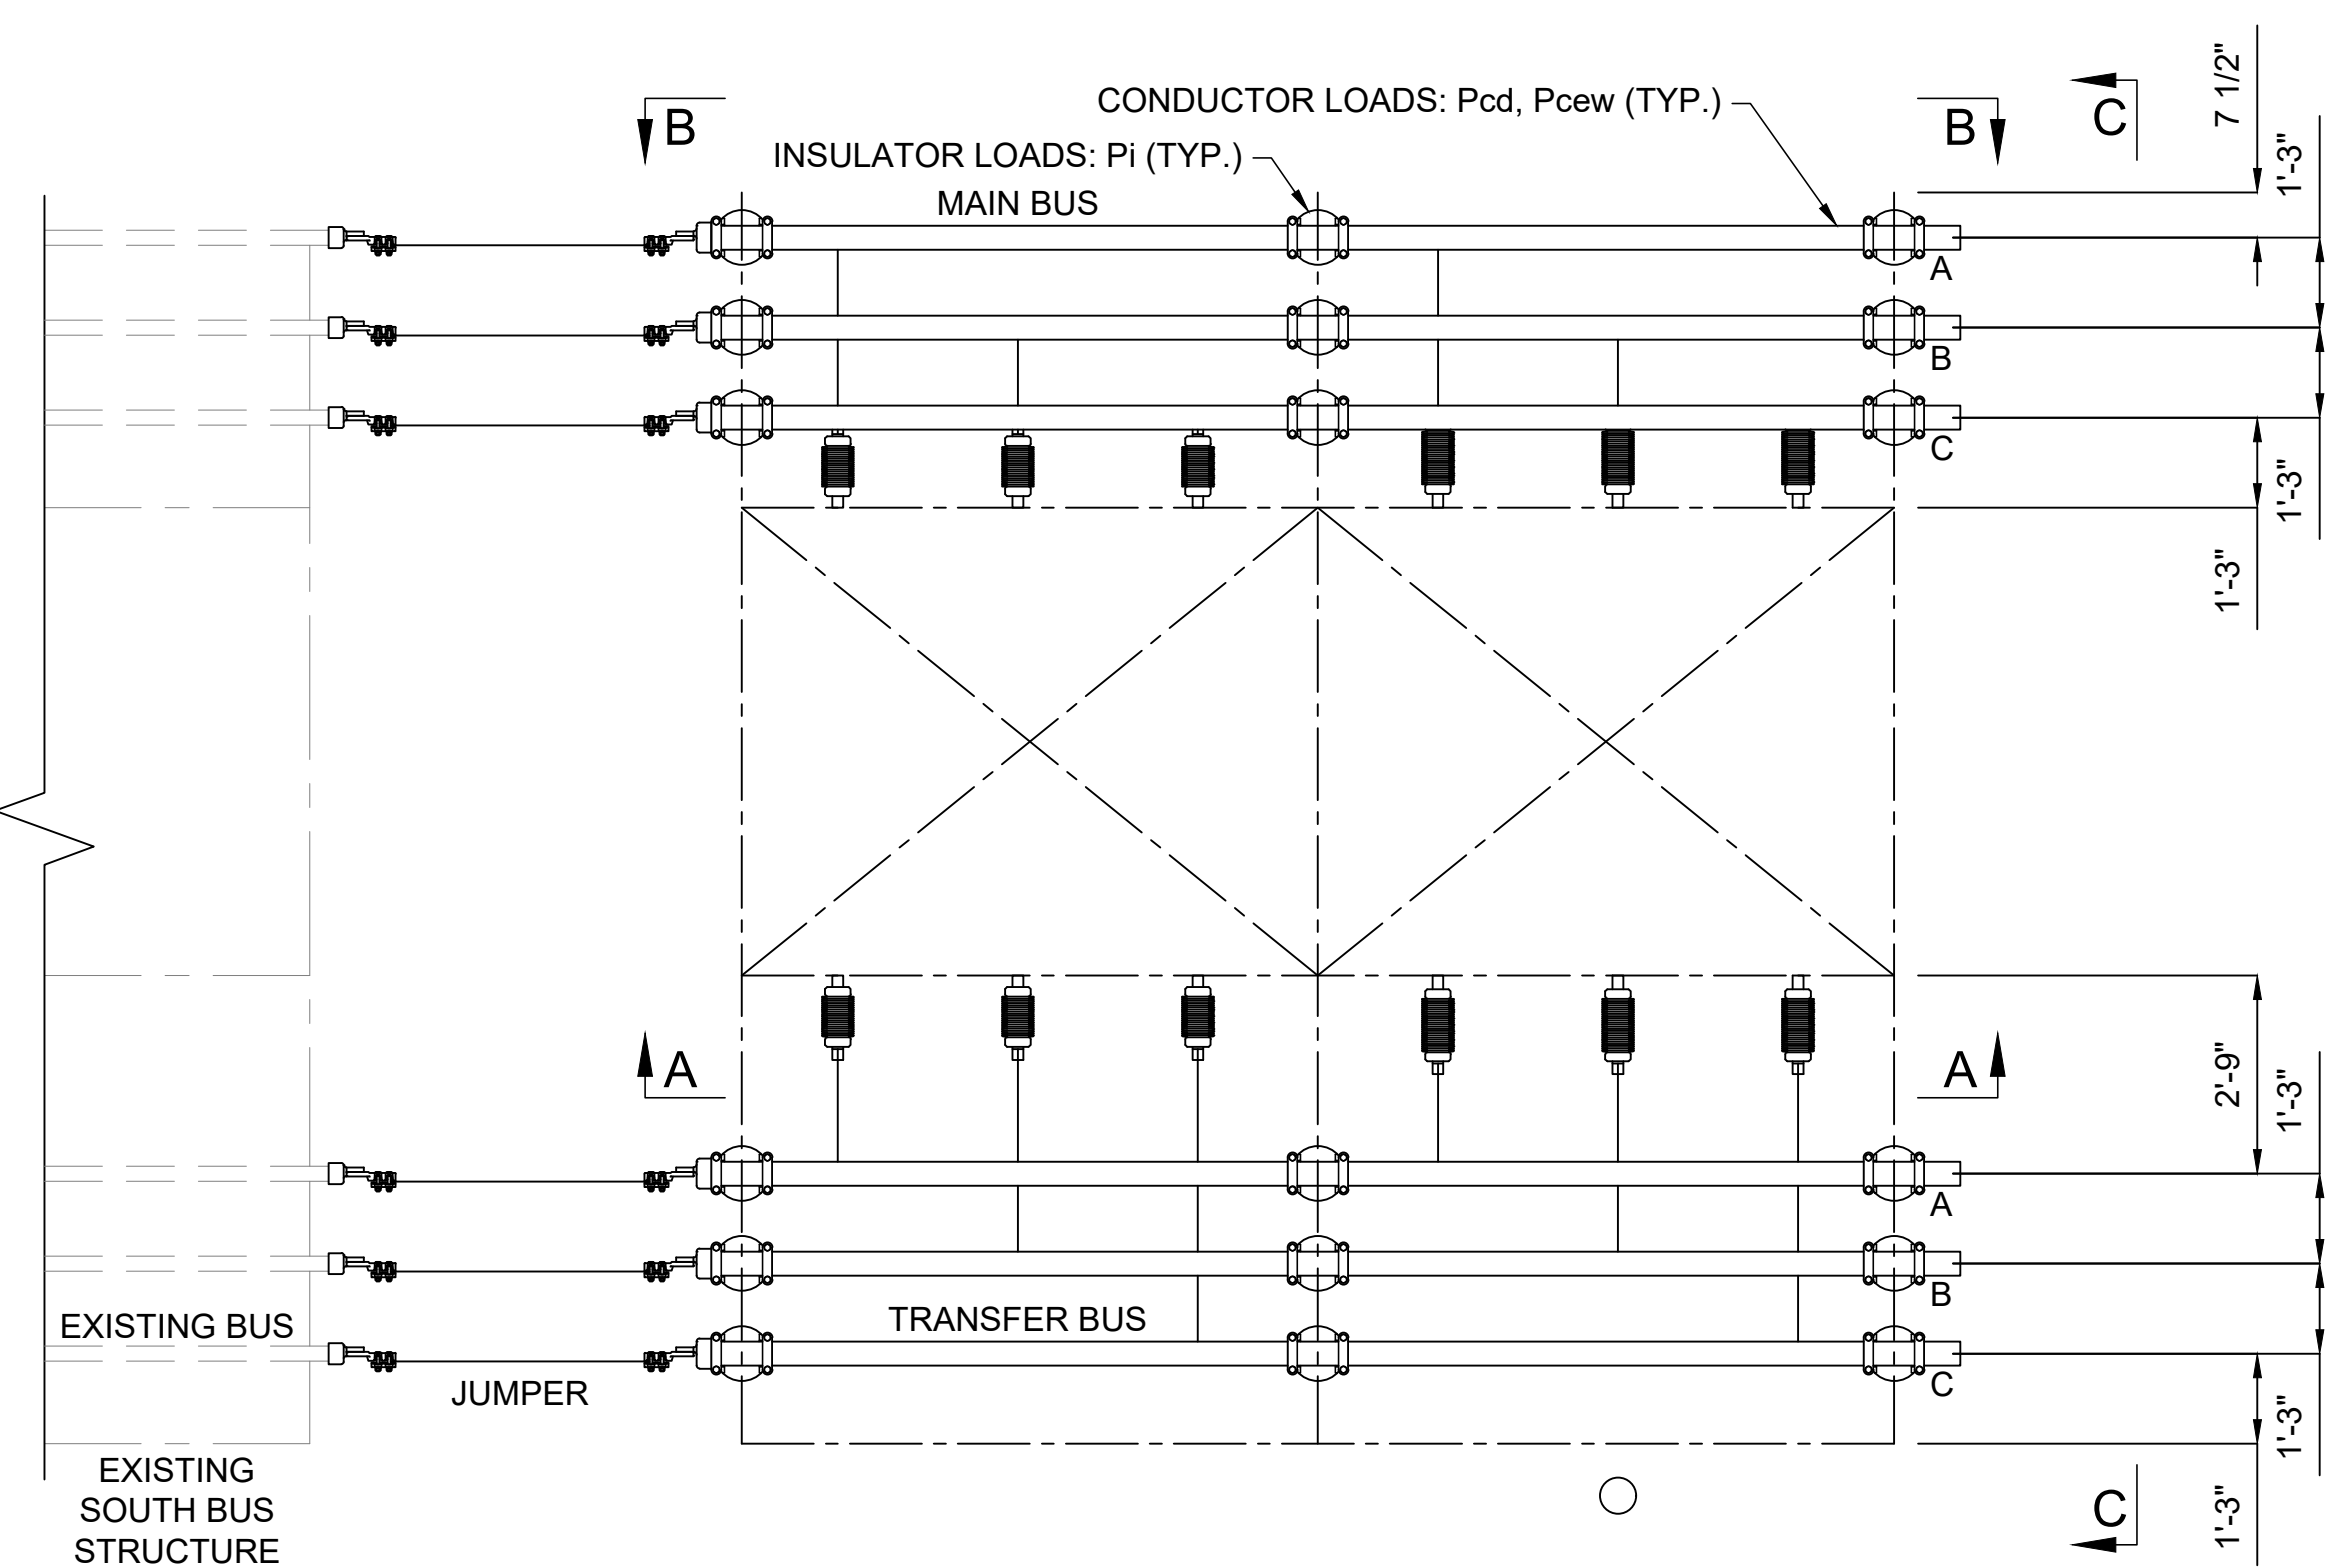 7 1/2"
CONDUCTOR LOADS: Pcd, Pcew (TYP.)
B
B
C
INSULATOR LOADS: Pi (TYP.)
1'-3"
MAIN BUS
A
B
C
1'-3"
1'-3"
A
A
2'-9"
1'-3"
A
B
EXISTING BUS
TRANSFER BUS
C
JUMPER
1'-3"
EXISTING
SOUTH BUS
STRUCTURE
C
1'-3"